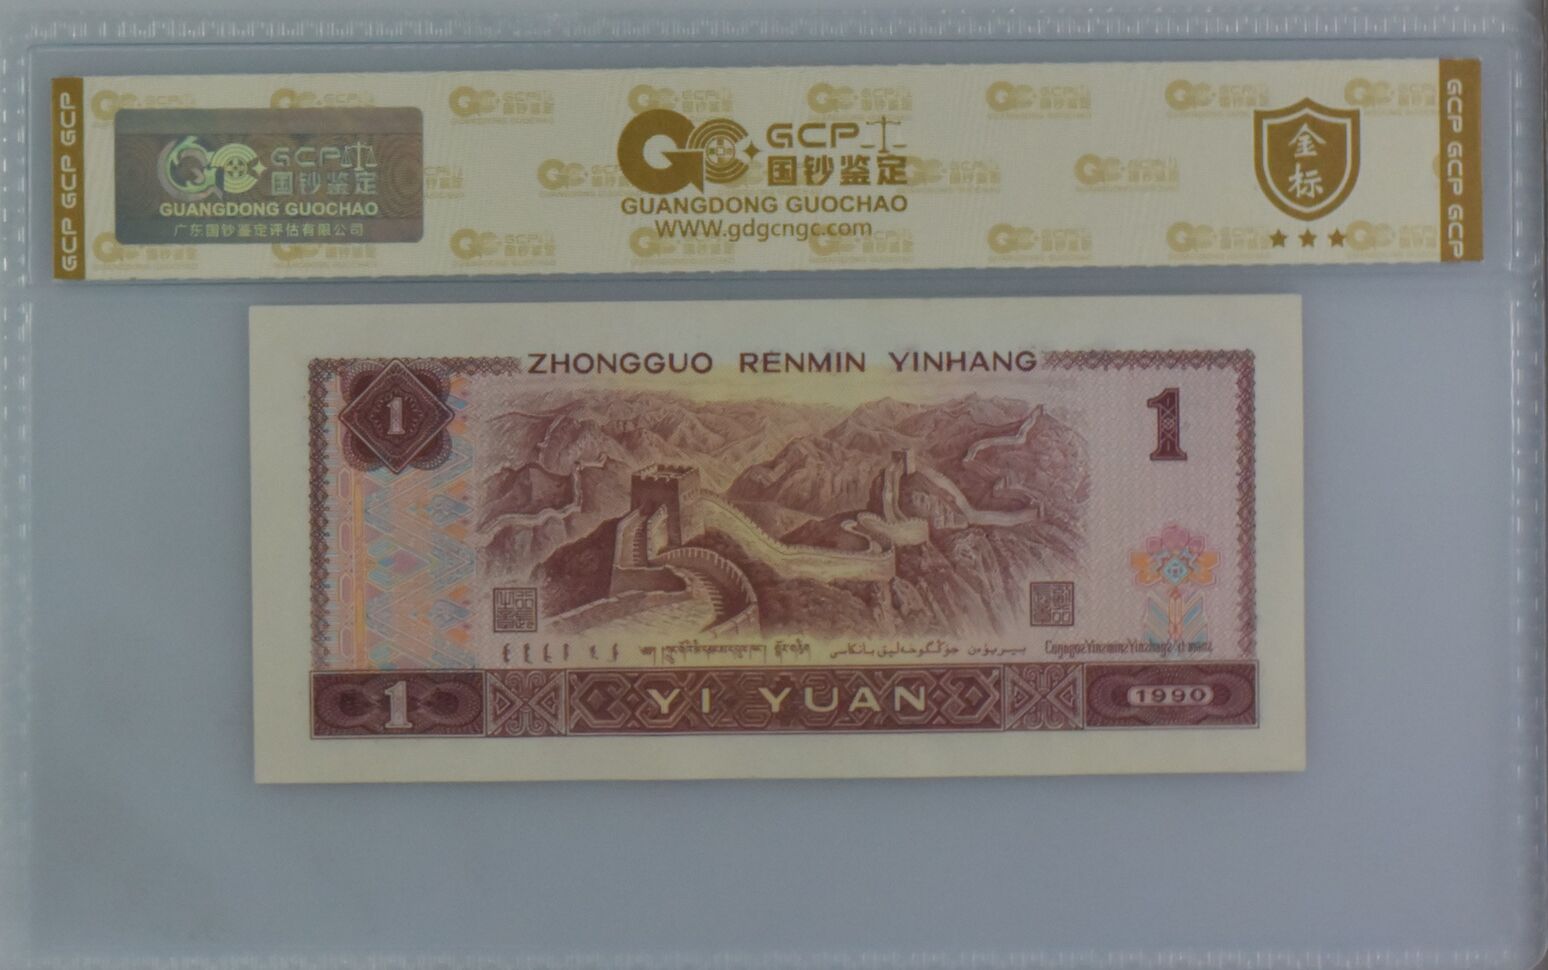 GCP GCP
GCP
国钞鉴定
GUANGDONG GUOCHAO
广东国钞鉴定评估有限公司
GCP
国钞鉴定
GUANGDONG GUOCHAO
WWW.gdgcngc.com
金标
GCP GCP GCP
ZHONGGUO RENMIN YINHANG
1
1
1
YI YUAN
1990